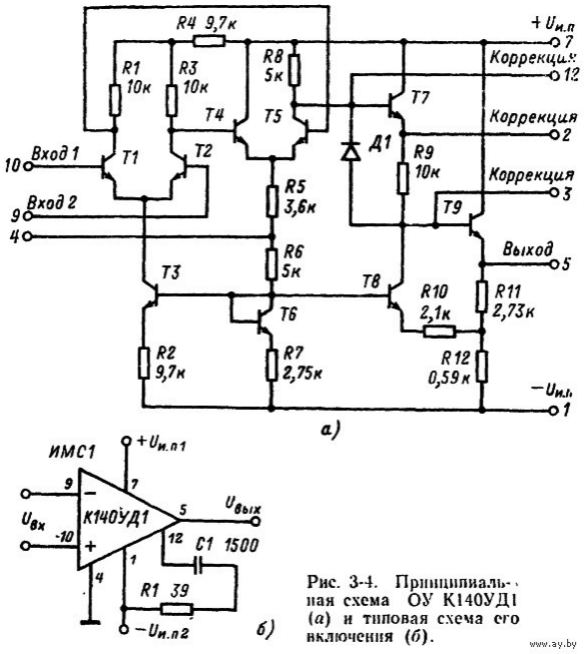 R4 9,7к
+ Uи.п
7
R1
10к
R3
10к
R8
5к
Коррекция
12
T4
T5
T7
10 Вход 1
T1
T2
Д1
Коррекция
2
R9
10к
9 Вход 2
4
R5
3,6к
Коррекция
3
T9
R6
5к
Выход
5
T3
T8
R10
2,1к
R11
2,73к
T6
R2
9,7к
R7
2,75к
R12
0,59к
1
а)
ИМС1
+Uи.п1
7
9
−
К140УД1
5
Uвых
Uвх
10
+
12
C1 1500
4
1
R1 39
−Uи.п2
б)
Рис. 3-4. Принципиаль-
ная схема ОУ К140УД1
(а) и типовая схема его
включения (б).
www.ay.by